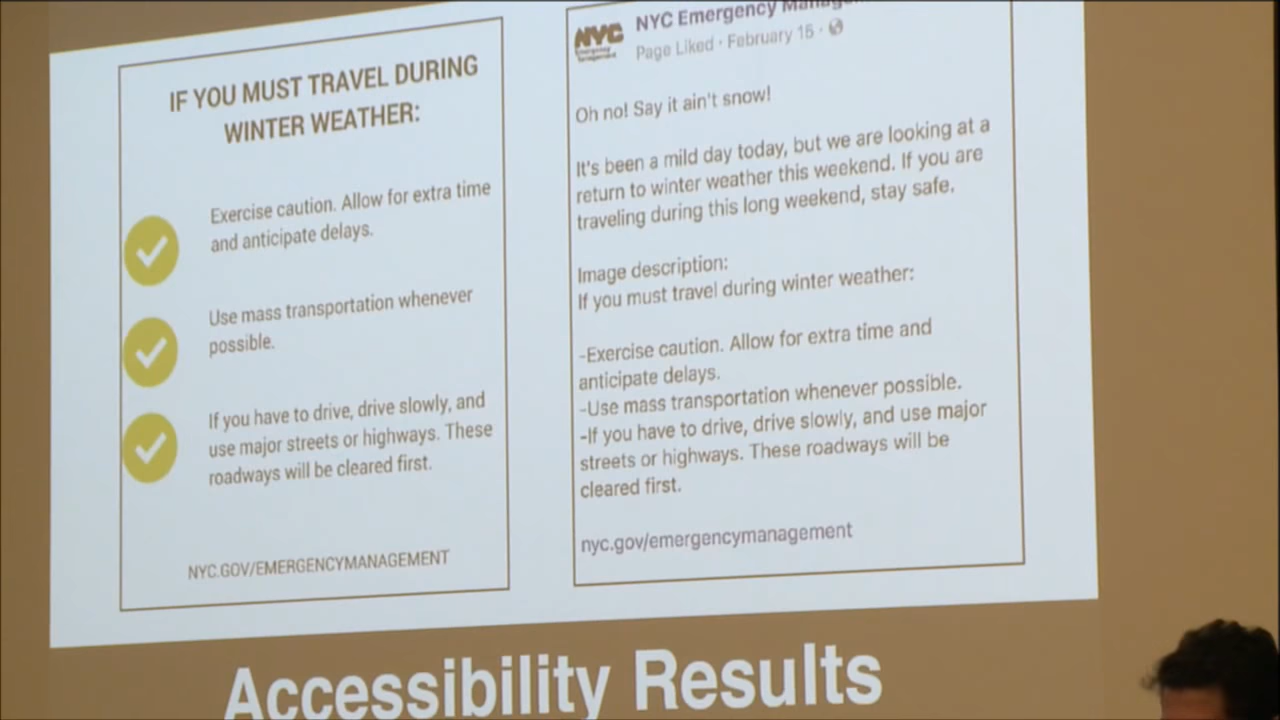 IF YOU MUST TRAVEL DURING
WINTER WEATHER:
Exercise caution. Allow for extra time
and anticipate delays.
Use mass transportation whenever
possible.
If you have to drive, drive slowly, and
use major streets or highways. These
roadways will be cleared first.
NYC.GOV/EMERGENCYMANAGEMENT
NYC
Emergency
Management
NYC Emergency
Page Liked · February 15 ·
Oh no! Say it ain't snow!
It's been a mild day today, but we are looking at a
return to winter weather this weekend. If you are
traveling during this long weekend, stay safe.
Image description:
If you must travel during winter weather:
-Exercise caution. Allow for extra time and
anticipate delays.
-Use mass transportation whenever possible.
-If you have to drive, drive slowly, and use major
streets or highways. These roadways will be
cleared first.
nyc.gov/emergencymanagement
Accessibility Results